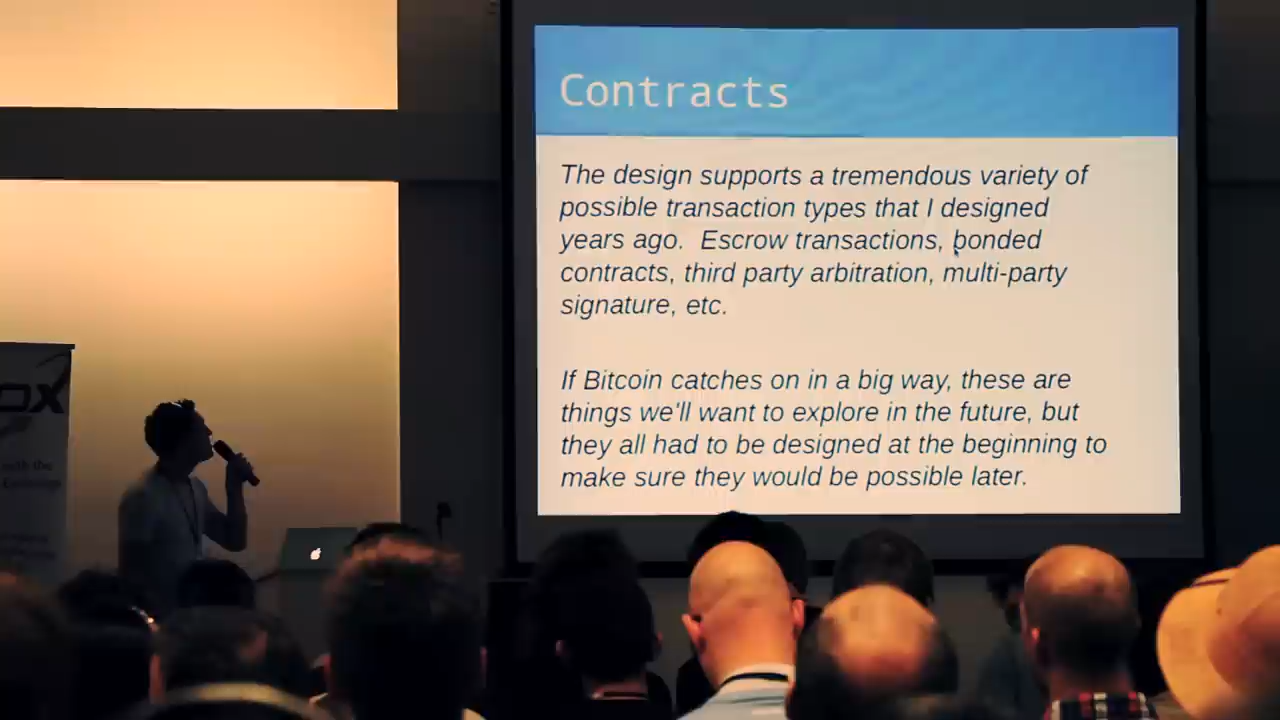 Contracts
The design supports a tremendous variety of
possible transaction types that I designed
years ago.  Escrow transactions, bonded
contracts, third party arbitration, multi-party
signature, etc.
If Bitcoin catches on in a big way, these are
things we'll want to explore in the future, but
they all had to be designed at the beginning to
make sure they would be possible later.
ox
with the